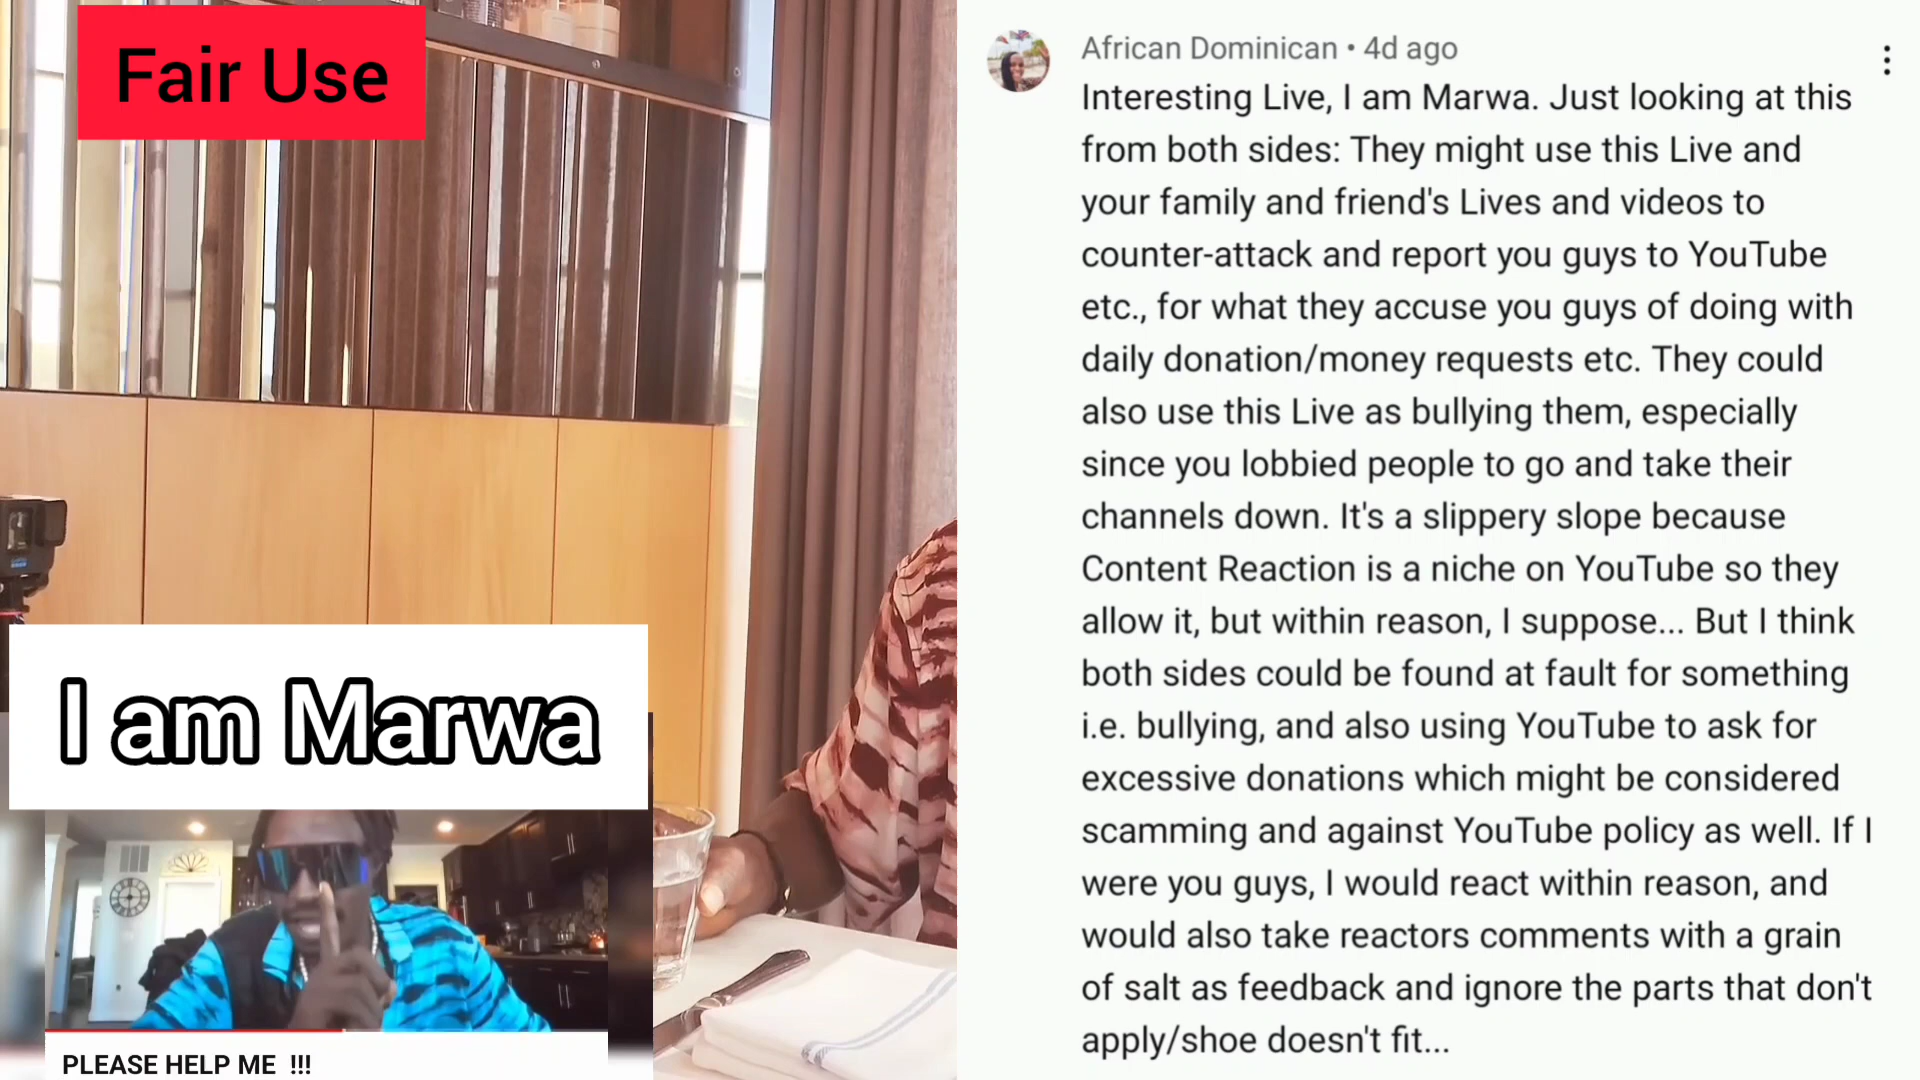 Fair Use
I am Marwa
PLEASE HELP ME !!!
African Dominican • 4d ago
Interesting Live, I am Marwa. Just looking at this
from both sides: They might use this Live and
your family and friend's Lives and videos to
counter-attack and report you guys to YouTube
etc., for what they accuse you guys of doing with
daily donation/money requests etc. They could
also use this Live as bullying them, especially
since you lobbied people to go and take their
channels down. It's a slippery slope because
Content Reaction is a niche on YouTube so they
allow it, but within reason, I suppose... But I think
both sides could be found at fault for something
i.e. bullying, and also using YouTube to ask for
excessive donations which might be considered
scamming and against YouTube policy as well. If I
were you guys, I would react within reason, and
would also take reactors comments with a grain
of salt as feedback and ignore the parts that don't
apply/shoe doesn't fit...